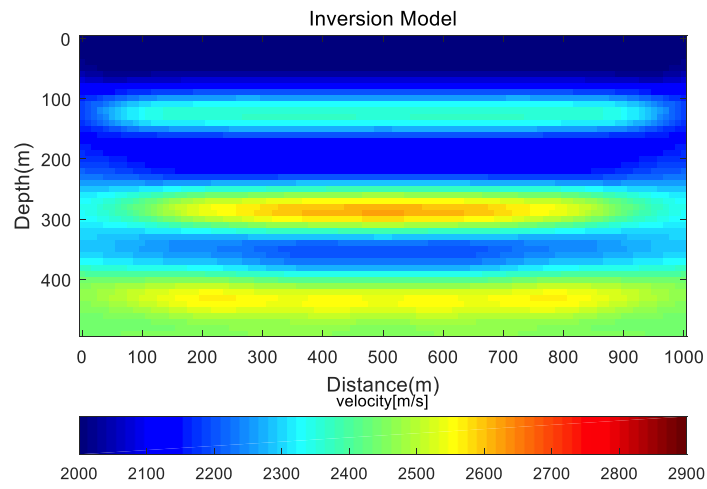 Inversion Model
0
100
200
300
400
Depth(m)
0 100 200 300 400 500 600 700 800 900 1000
Distance(m)
velocity[m/s]
2000 2100 2200 2300 2400 2500 2600 2700 2800 2900